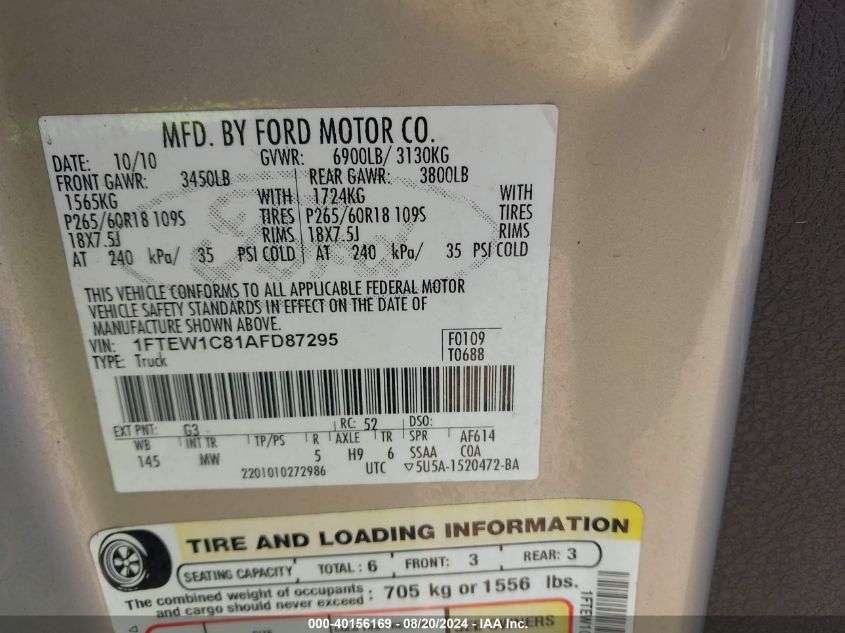 MFD. BY FORD MOTOR CO.
DATE: 10/10 GVWR: 6900LB/ 3130KG
FRONT GAWR: 3450LB REAR GAWR: 3800LB
1565KG WITH 1724KG WITH
P265/60R18 109S TIRES P265/60R18 109S TIRES
18X7.5J RIMS 18X7.5J RIMS
AT 240 kPa/ 35 PSI COLD AT 240 kPa/ 35 PSI COLD
THIS VEHICLE CONFORMS TO ALL APPLICABLE FEDERAL MOTOR
VEHICLE SAFETY STANDARDS IN EFFECT ON THE DATE OF
MANUFACTURE SHOWN ABOVE.
VIN: 1FTEW1C81AFD87295 F0109
TYPE: Truck T0688
EXT PNT: G3 RC: 52 DSO:
WB INT TR TP/PS R AXLE TR SPR AF614
145 MW 5 H9 6 SSAA COA
2201010272986 UTC ▽5U5A-1520472-BA
TIRE AND LOADING INFORMATION
SEATING CAPACITY TOTAL: 6 FRONT: 3 REAR: 3
The combined weight of occupants and cargo should never exceed: 705 kg or 1556 lbs.
1FTEW1
000-40156169 - 08/20/2024 - IAA Inc.